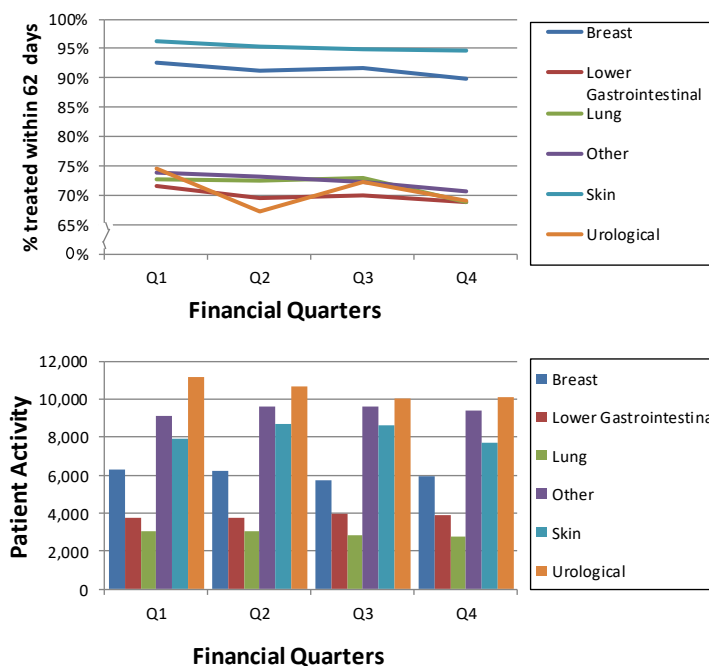 100%
95%
90%
85%
80%
75%
70%
65%
0%
% treated within 62 days
Q1 Q2 Q3 Q4
Financial Quarters
Breast
Lower
Gastrointestinal
Lung
Other
Skin
Urological
12,000
10,000
8,000
6,000
4,000
2,000
0
Patient Activity
Q1 Q2 Q3 Q4
Financial Quarters
Breast
Lower Gastrointestina
Lung
Other
Skin
Urological